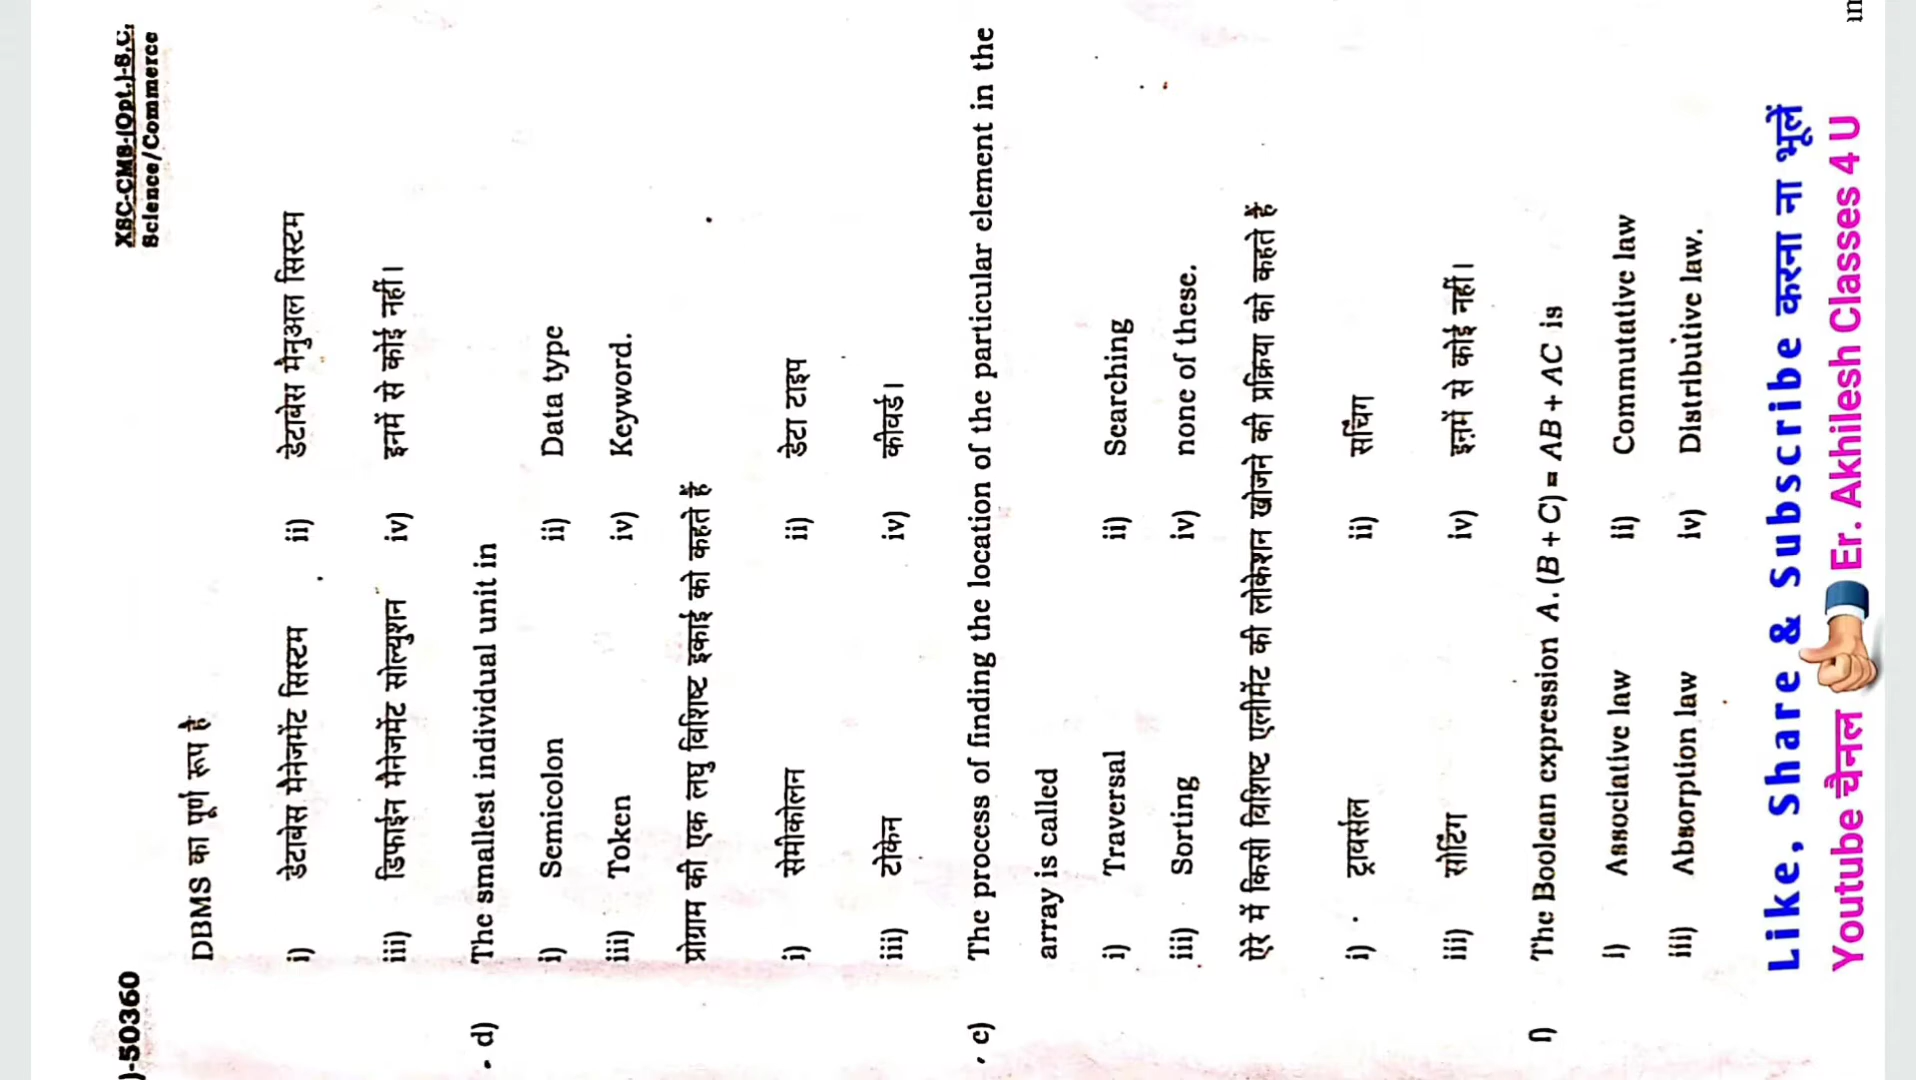 )-50360
XSC-CMS-(Opt.)-S.C.
Science/Commerce
DBMS का पूर्ण रूप है
i) डेटाबेस मेनेजमेंट सिस्टम ii) डेटाबेस मेनुअल सिस्टम
iii) डिफाईन मैनेजमेंट सोल्युशन iv) इनमें से कोई नहीं।
d) The smallest individual unit in
i) Semicolon ii) Data type
iii) Token iv) Keyword.
प्रोग्राम की एक लघु विशिष्ट इकाई को कहते हैं
i) सेमीकोलन ii) डेटा टाइप
iii) टोकेन iv) कीवर्ड।
e) The process of finding the location of the particular element in the
array is called
i) Traversal ii) Searching
iii) Sorting iv) none of these.
ऐरे में किसी विशिष्ट एलीमेंट की लोकेशन खोजने की प्रक्रिया को कहते हैं
i) ट्रावर्सल ii) सर्चिंग
iii) सोर्टिंग iv) इनमें से कोई नहीं।
f) The Boolean expression A.(B + C) = AB + AC is
i) Associative law ii) Commutative law
iii) Absorption law iv) Distributive law.
Like, Share & Subscribe करना ना भूलें
Youtube चैनल Er. Akhilesh Classes 4 U